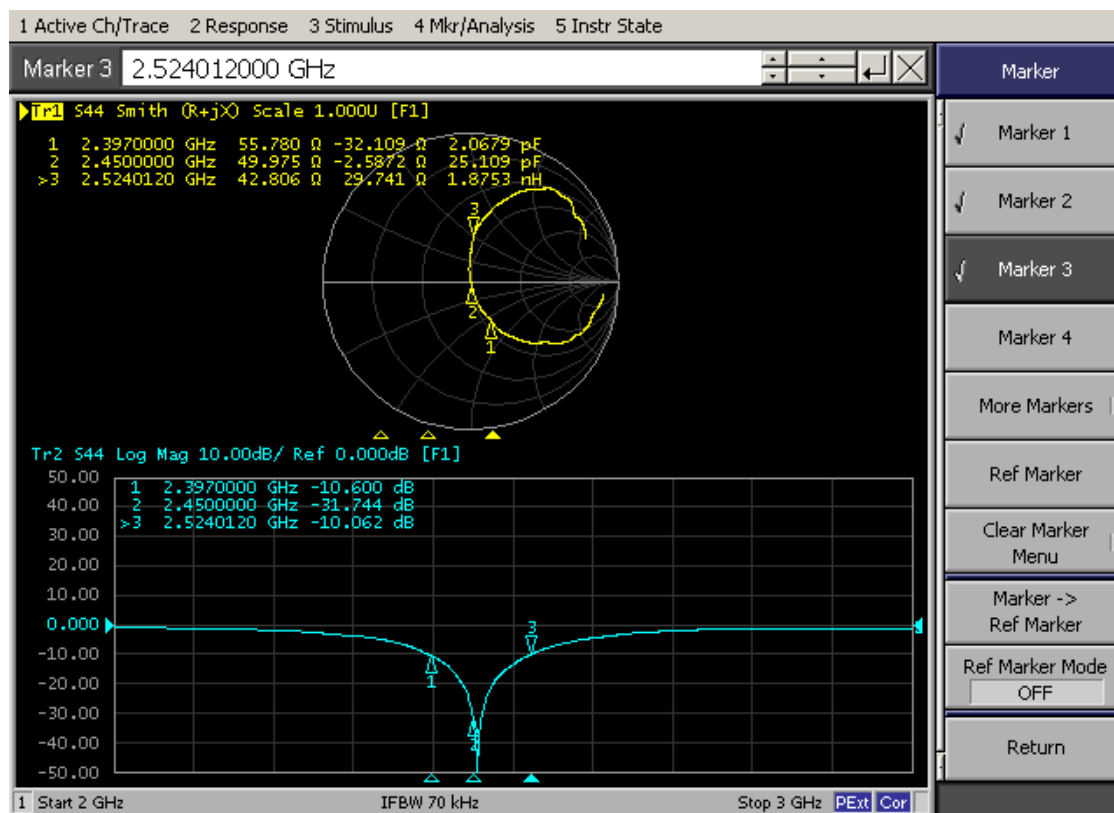 1 Active Ch/Trace 2 Response 3 Stimulus 4 Mkr/Analysis 5 Instr State
Marker 3 2.524012000 GHz
Tr1 S44 Smith (R+jX) Scale 1.000U [F1]
1 2.3970000 GHz 55.780 Ω -32.109 Ω 2.0679 pF
2 2.4500000 GHz 49.975 Ω -2.5872 Ω 25.109 pF
>3 2.5240120 GHz 42.806 Ω 29.741 Ω 1.8753 nH
3
2
1
Tr2 S44 Log Mag 10.00dB/ Ref 0.000dB [F1]
50.00
40.00
30.00
20.00
10.00
0.000
-10.00
-20.00
-30.00
-40.00
-50.00
1 2.3970000 GHz -10.600 dB
2 2.4500000 GHz -31.744 dB
>3 2.5240120 GHz -10.062 dB
3
1
2
1 Start 2 GHz IFBW 70 kHz Stop 3 GHz PExt Cor
Marker
Marker 1
Marker 2
Marker 3
Marker 4
More Markers
Ref Marker
Clear Marker
Menu
Marker ->
Ref Marker
Ref Marker Mode
OFF
Return